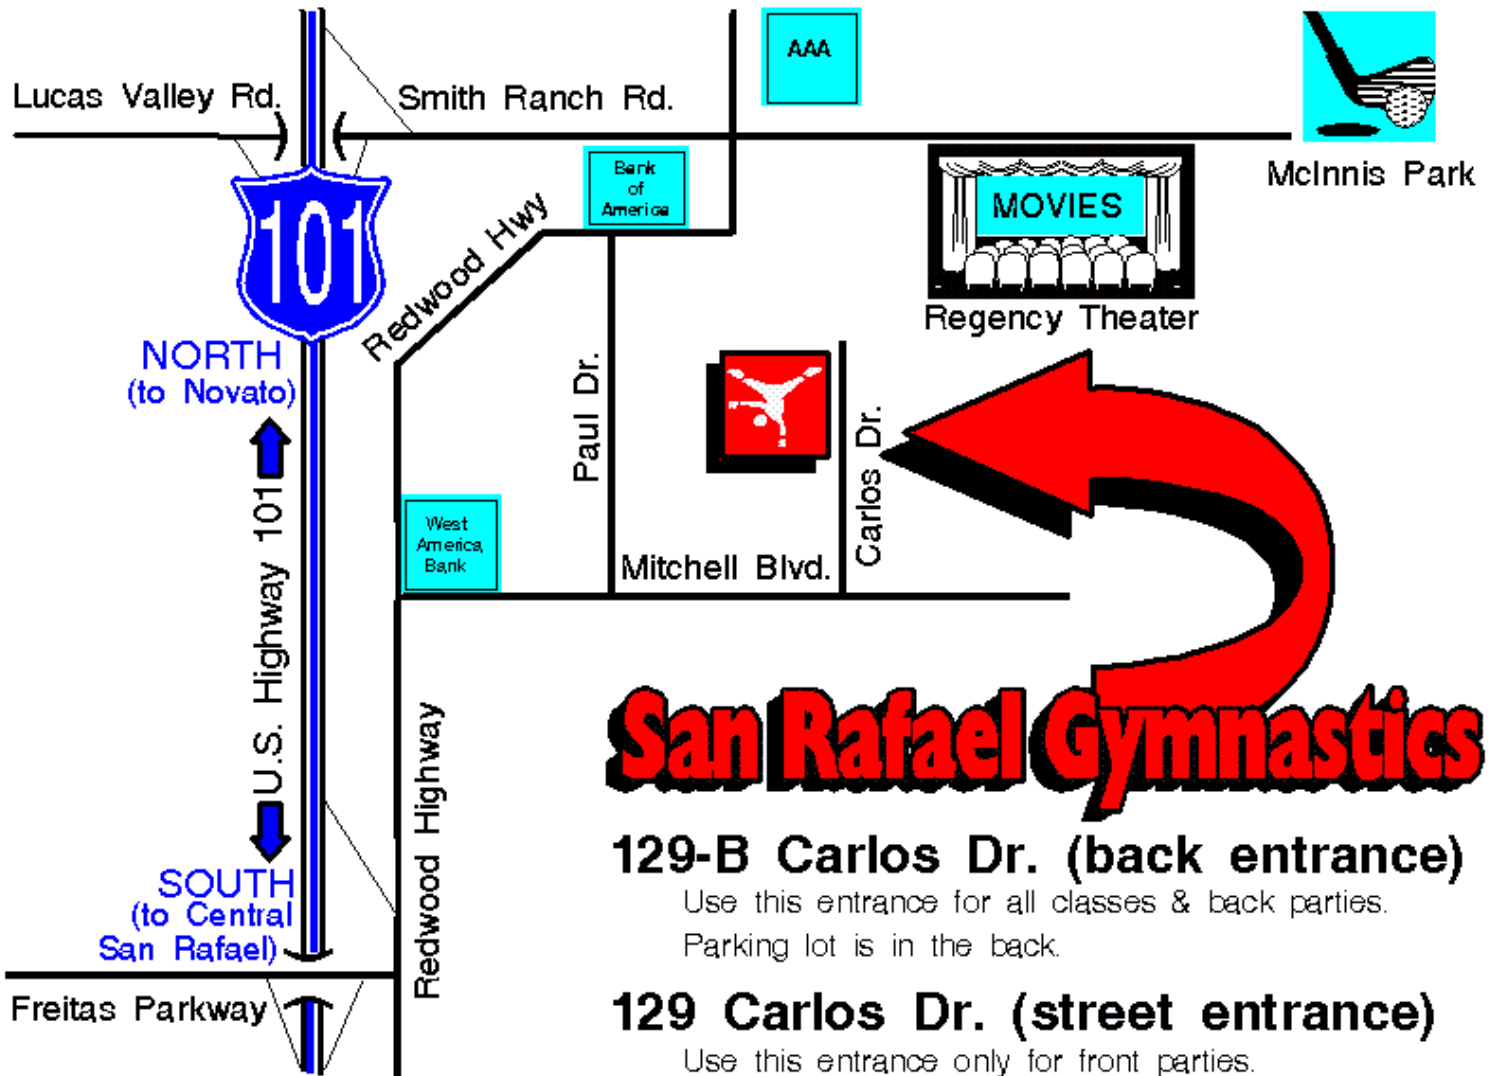 AAA
Lucas Valley Rd.
Smith Ranch Rd.
McInnis Park
Bank
of
America
MOVIES
Regency Theater
101
Redwood Hwy
NORTH
(to Novato)
Paul Dr.
Carlos Dr.
West
America
Bank
Mitchell Blvd.
U.S. Highway 101
Redwood Highway
San Rafael Gymnastics
SOUTH
(to Central
San Rafael)
Freitas Parkway
129-B Carlos Dr. (back entrance)
Use this entrance for all classes & back parties.
Parking lot is in the back.
129 Carlos Dr. (street entrance)
Use this entrance only for front parties.